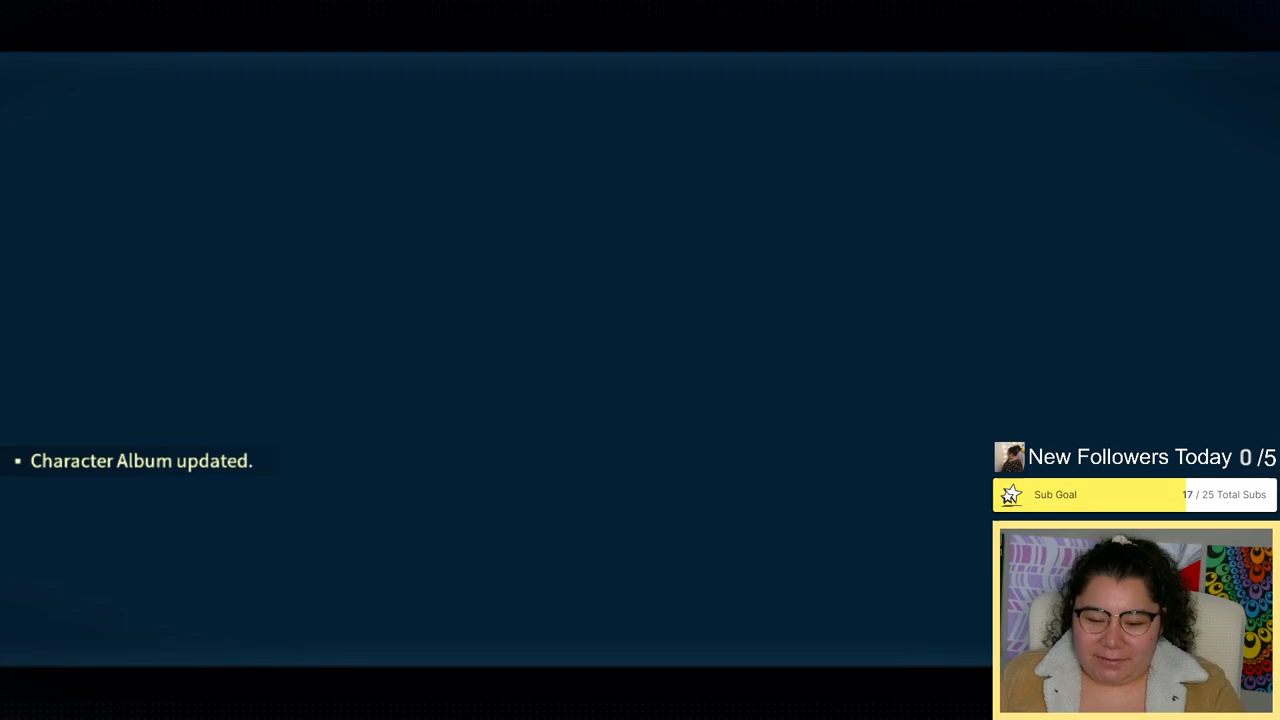 ▪ Character Album updated.
New Followers Today 0 /5
Sub Goal 17 / 25 Total Subs